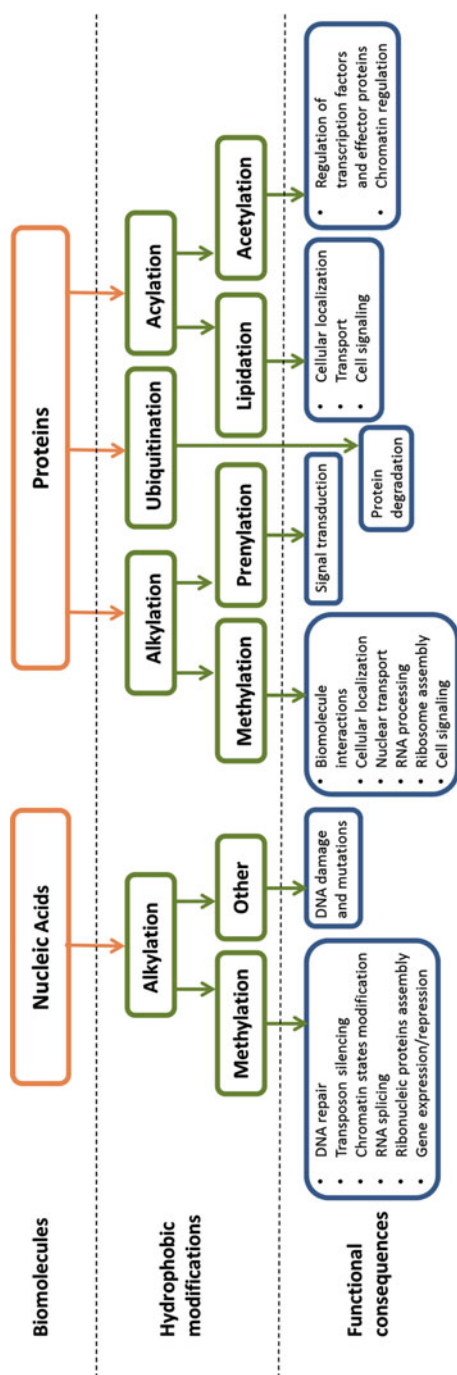 Biomolecules
Nucleic Acids
Proteins
Hydrophobic
modifications
Alkylation
Alkylation
Ubiquitination
Acylation
Methylation
Other
Methylation
Prenylation
Lipidation
Acetylation
Functional
consequences
• DNA repair
• Transposon silencing
• Chromatin states modification
• RNA splicing
• Ribonucleic proteins assembly
• Gene expression/repression
DNA damage
and mutations
• Biomolecule
interactions
• Cellular localization
• Nuclear transport
• RNA processing
• Ribosome assembly
• Cell signaling
Signal transduction
Protein
degradation
• Cellular localization
• Transport
• Cell signaling
• Regulation of
transcription factors
and effector proteins
• Chromatin regulation